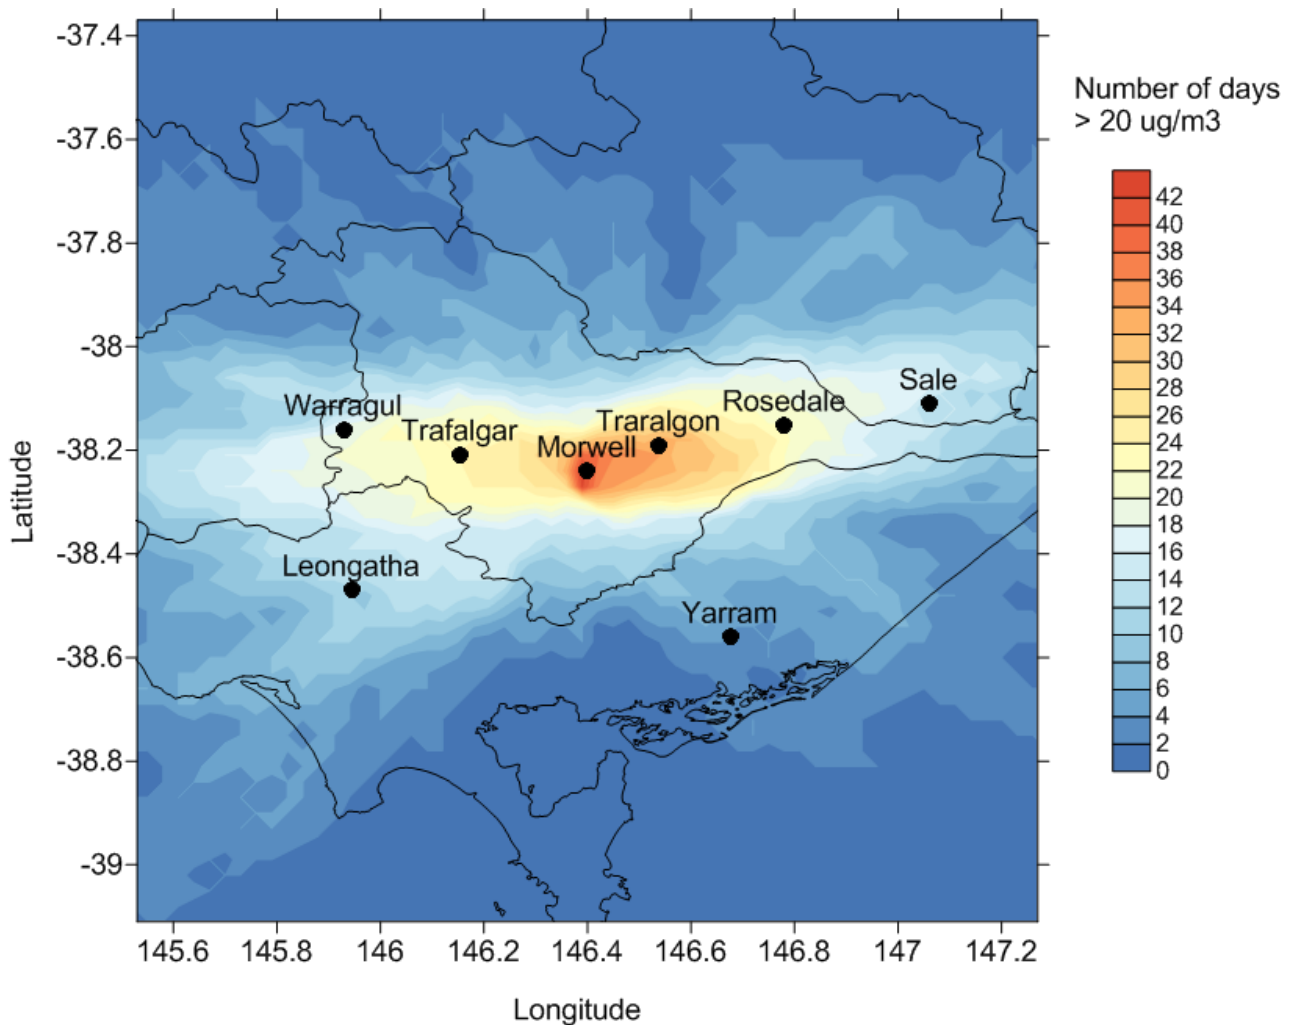 -37.4
-37.6
-37.8
-38
-38.2
-38.4
-38.6
-38.8
-39
Latitude
145.6 145.8 146 146.2 146.4 146.6 146.8 147 147.2
Longitude
Sale
Rosedale
Warragul
Traralgon
Trafalgar
Morwell
Leongatha
Yarram
Number of days
> 20 ug/m3
42
40
38
36
34
32
30
28
26
24
22
20
18
16
14
12
10
8
6
4
2
0